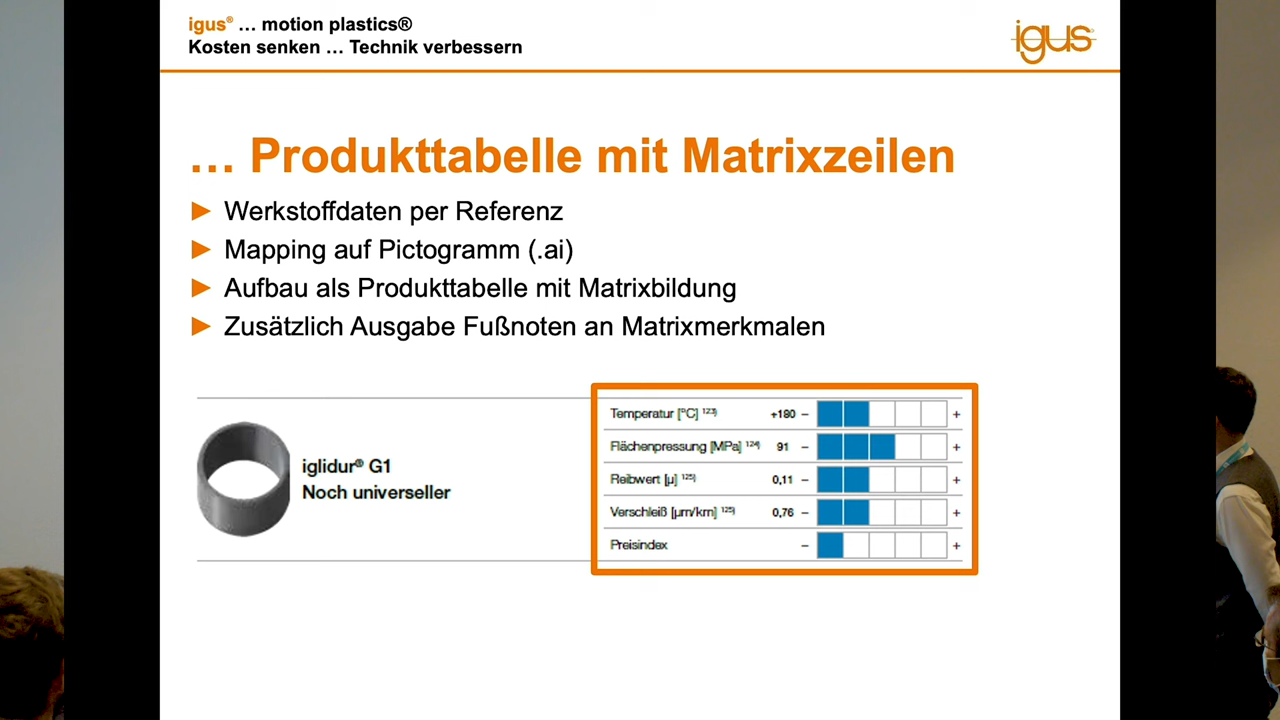 igus® … motion plastics®
Kosten senken … Technik verbessern
igus®
… Produkttabelle mit Matrixzeilen
► Werkstoffdaten per Referenz
► Mapping auf Pictogramm (.ai)
► Aufbau als Produkttabelle mit Matrixbildung
► Zusätzlich Ausgabe Fußnoten an Matrixmerkmalen
iglidur® G1
Noch universeller
Temperatur [°C] ¹²³⁾ +180 – +
Flächenpressung [MPa] ¹²⁴⁾ 91 – +
Reibwert [µ] ¹²⁵⁾ 0,11 – +
Verschleiß [µm/km] ¹²⁵⁾ 0,76 – +
Preisindex – +